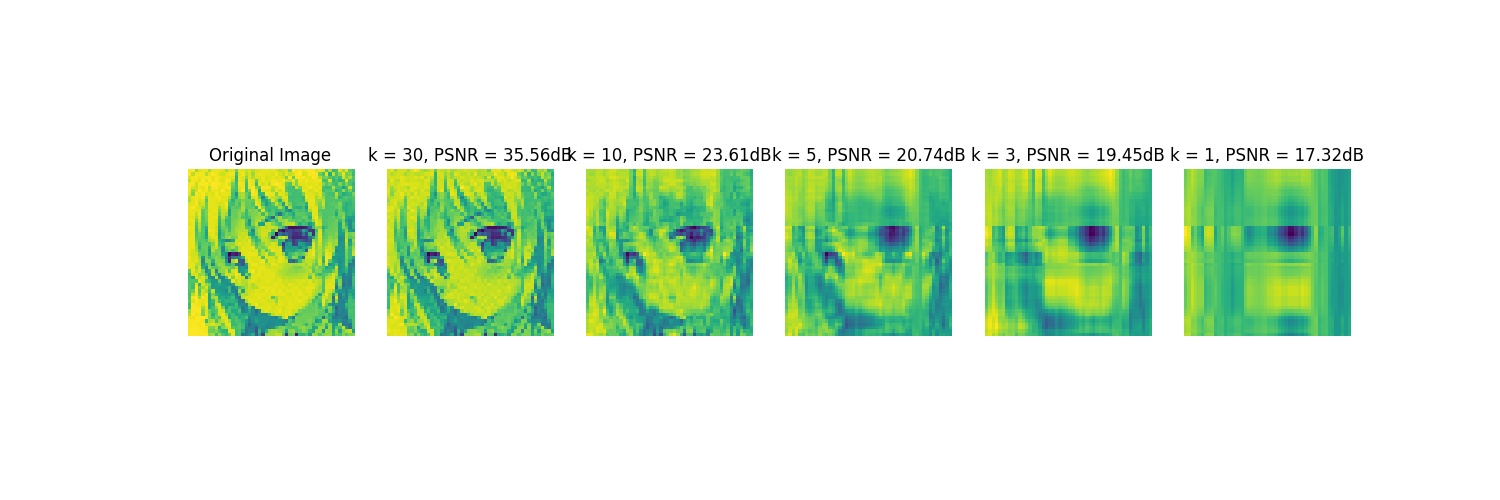 Original Image
k = 30, PSNR = 35.56dB
k = 10, PSNR = 23.61dB
k = 5, PSNR = 20.74dB
k = 3, PSNR = 19.45dB
k = 1, PSNR = 17.32dB